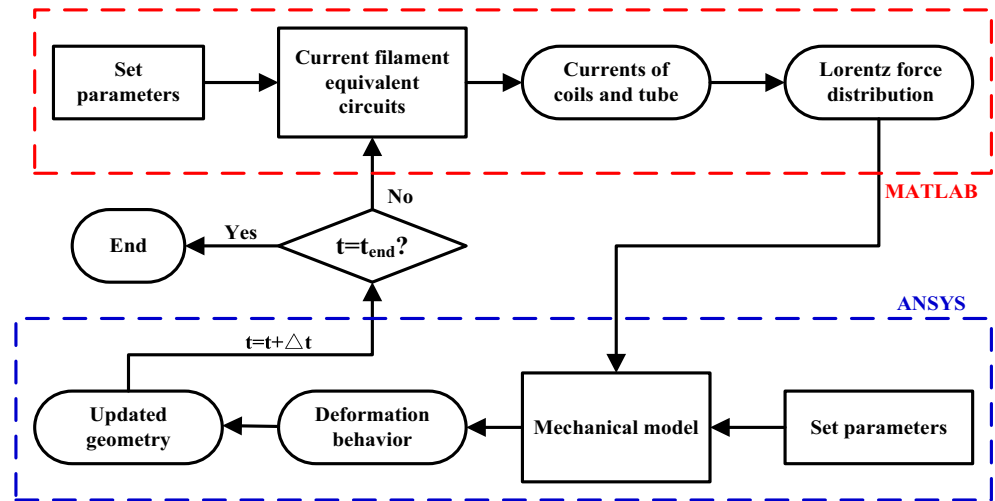 Set
parameters
Current filament
equivalent
circuits
Currents of
coils and tube
Lorentz force
distribution
MATLAB
No
Yes
End
t=tend?
ANSYS
t=t+△t
Updated
geometry
Deformation
behavior
Mechanical model
Set parameters